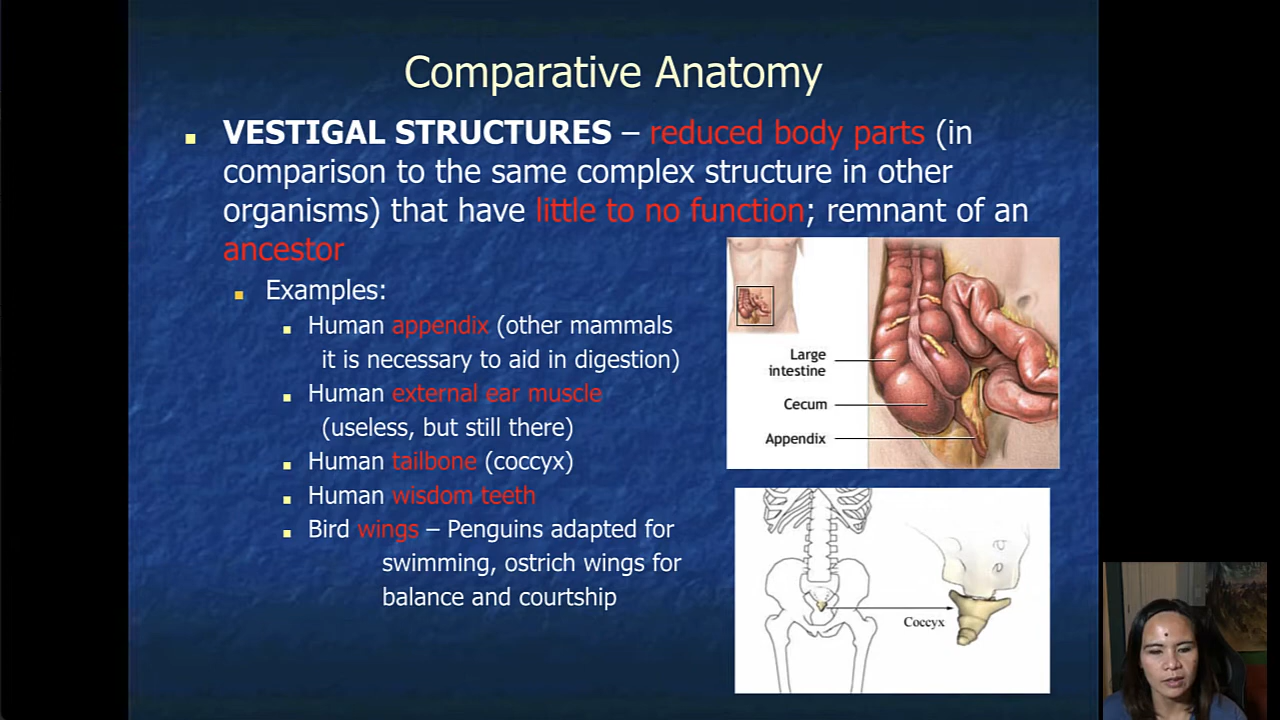 Comparative Anatomy
VESTIGAL STRUCTURES – reduced body parts (in
comparison to the same complex structure in other
organisms) that have little to no function; remnant of an
ancestor
Examples:
Human appendix (other mammals
it is necessary to aid in digestion)
Human external ear muscle
(useless, but still there)
Human tailbone (coccyx)
Human wisdom teeth
Bird wings – Penguins adapted for
swimming, ostrich wings for
balance and courtship
Large
intestine
Cecum
Appendix
Coccyx